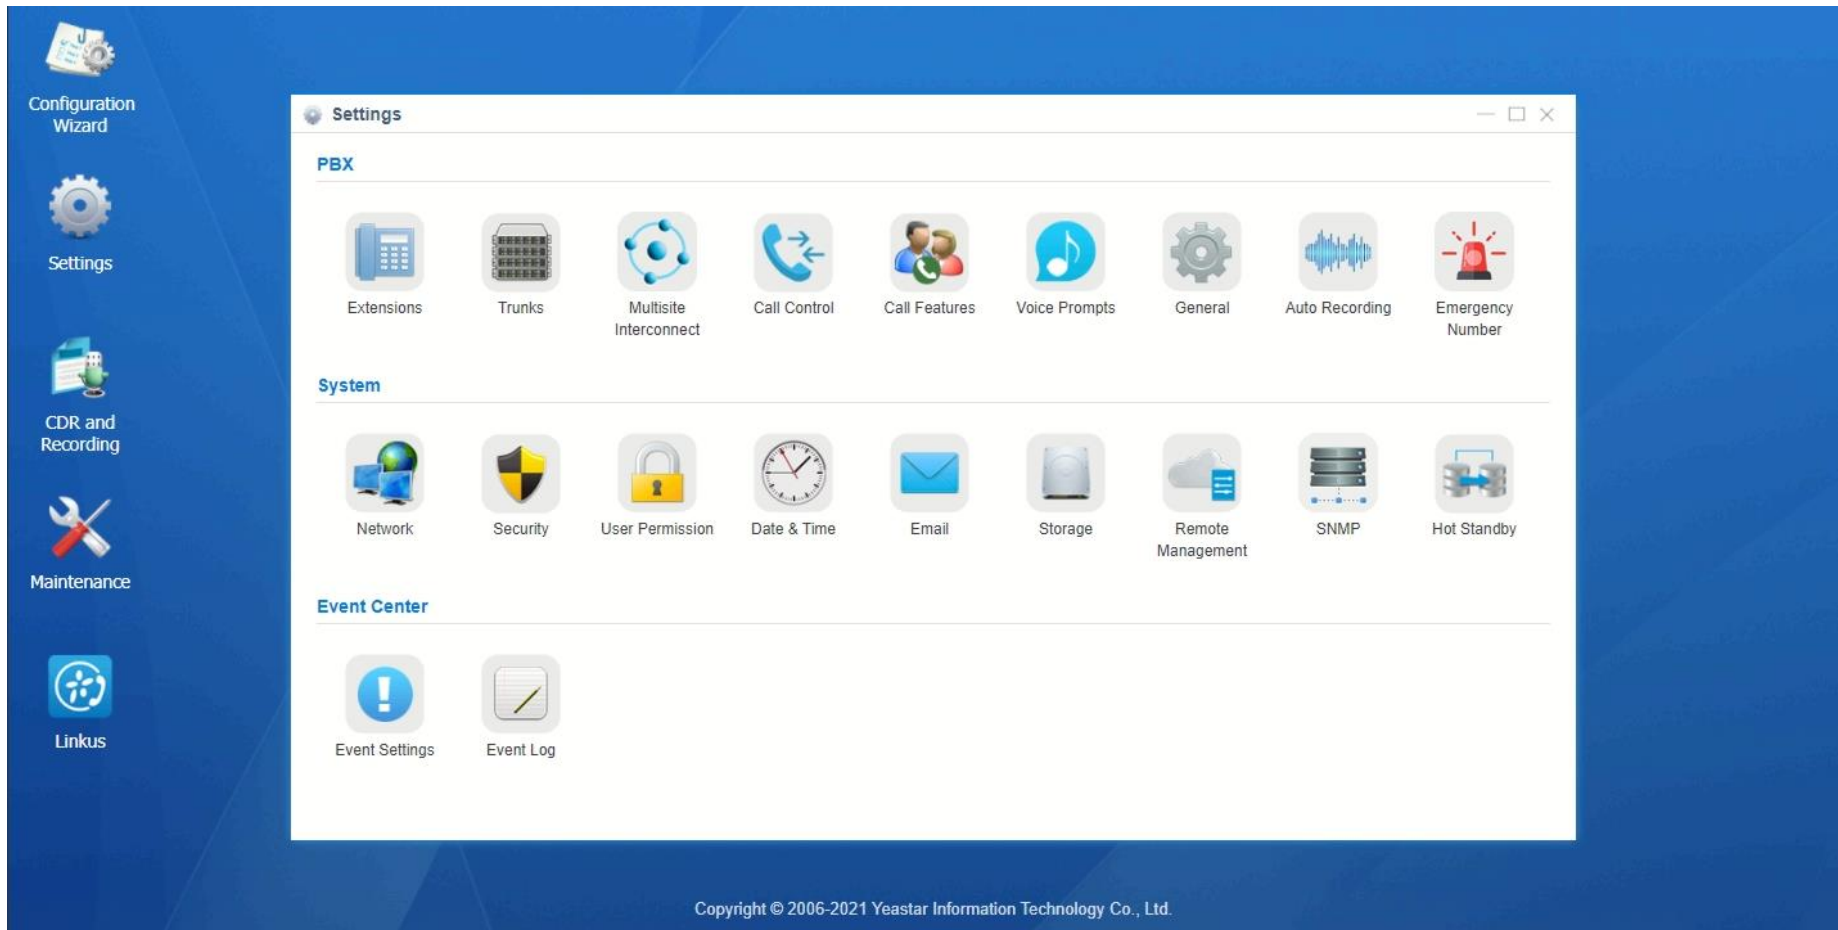 Configuration
Wizard
Settings
CDR and
Recording
Maintenance
Linkus
Settings
PBX
Extensions
Trunks
Multisite
Interconnect
Call Control
Call Features
Voice Prompts
General
Auto Recording
Emergency
Number
System
Network
Security
User Permission
Date & Time
Email
Storage
Remote
Management
SNMP
Hot Standby
Event Center
Event Settings
Event Log
Copyright © 2006-2021 Yeastar Information Technology Co., Ltd.